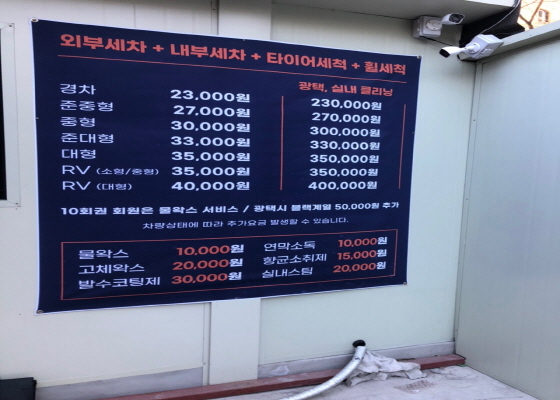 외부세차 + 내부세차 + 타이어세척 + 휠세척
광택, 실내 클리닝
경차 23,000원 230,000원
준중형 27,000원 270,000원
중형 30,000원 300,000원
준대형 33,000원 330,000원
대형 35,000원 350,000원
RV (소형/중형) 35,000원 350,000원
RV (대형) 40,000원 400,000원
10회권 회원은 물왁스 서비스 / 광택시 블랙계열 50,000원 추가
차량상태에 따라 추가요금 발생할 수 있습니다.
물왁스 10,000원 연막소독 10,000원
고체왁스 20,000원 항균소취제 15,000원
발수코팅제 30,000원 실내스팀 20,000원